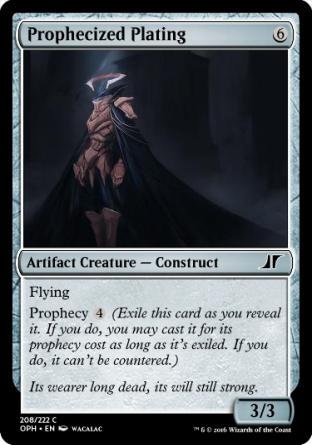 Prophecized Plating 6
Artifact Creature — Construct
Flying
Prophecy 4 (Exile this card as you reveal
it. If you do, you may cast it for its
prophecy cost as long as it's exiled. If you
do, it can't be countered.)
Its wearer long dead, its will still strong.
3/3
208/222 C
OPH • EN WACALAC
™ & © 2016 Wizards of the Coast